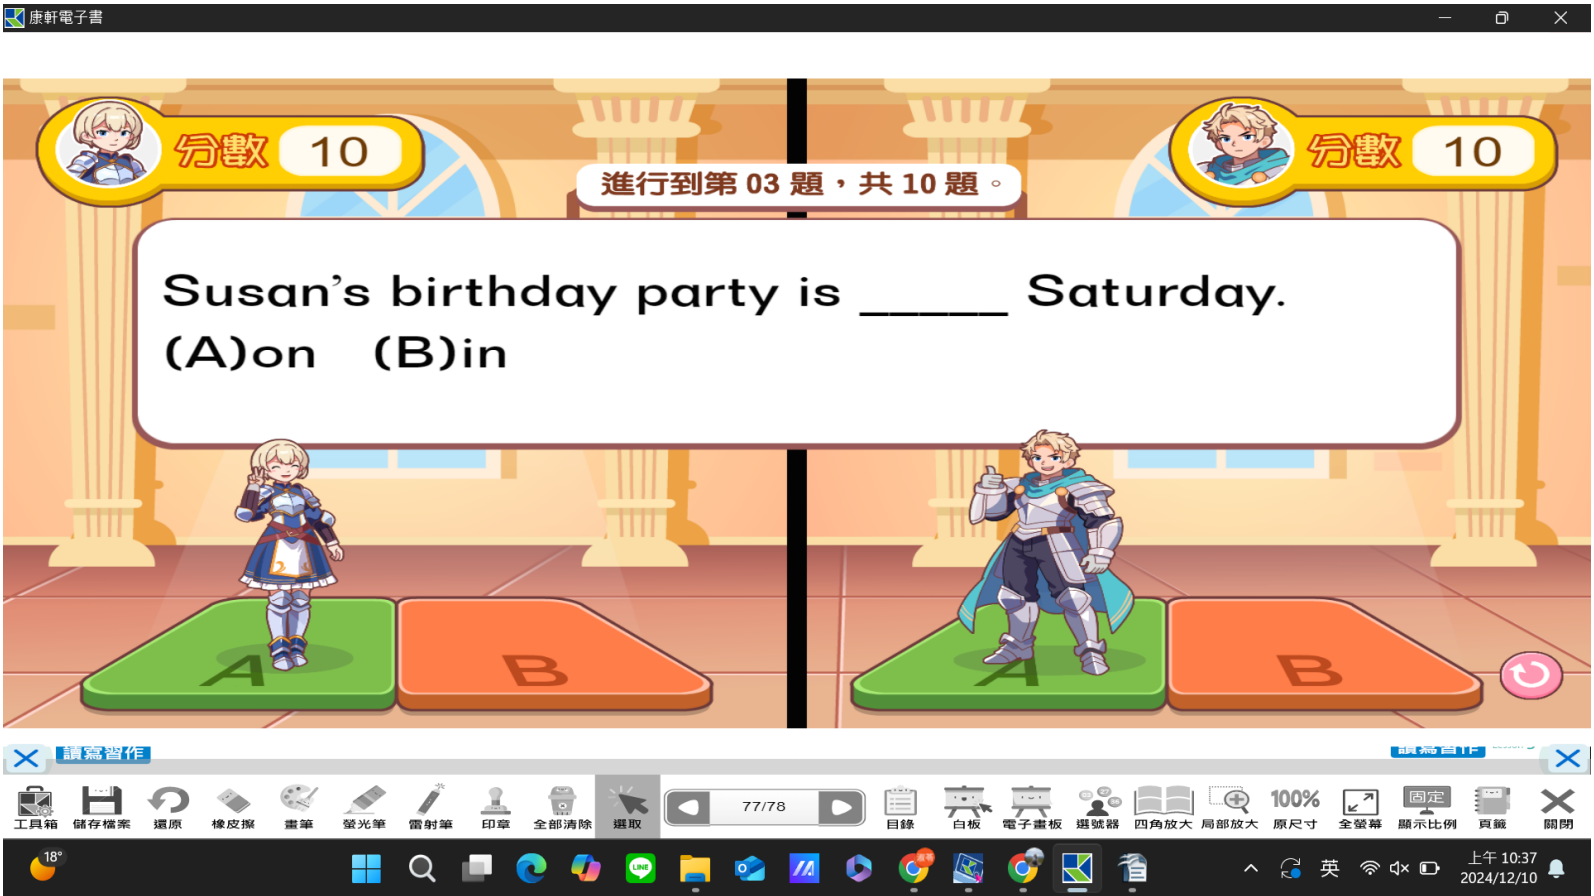 康軒電子書
分數 10
分數 10
進行到第 03 題，共 10 題。
Susan's birthday party is _____ Saturday.
(A)on (B)in
A B
A B
讀寫習作
讀寫習作
工具箱 儲存檔案 還原 橡皮擦 畫筆 螢光筆 雷射筆 印章 全部清除 選取 77/78 目錄 白板 電子畫板 選號器 四角放大 局部放大 100% 原尺寸 全螢幕 固定 顯示比例 頁籤 關閉
18° LINE 英 上午 10:37
2024/12/10